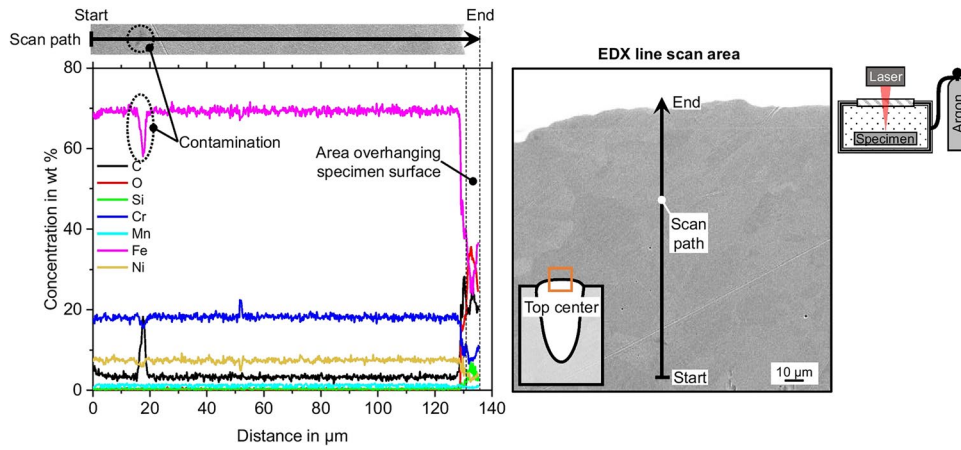 Start
End
Scan path
80
60
40
20
0
Concentration in wt %
Contamination
Area overhanging
specimen surface
C
O
Si
Cr
Mn
Fe
Ni
0 20 40 60 80 100 120 140
Distance in µm
EDX line scan area
End
Scan
path
Top center
Start
10 µm
Laser
Specimen
Argon